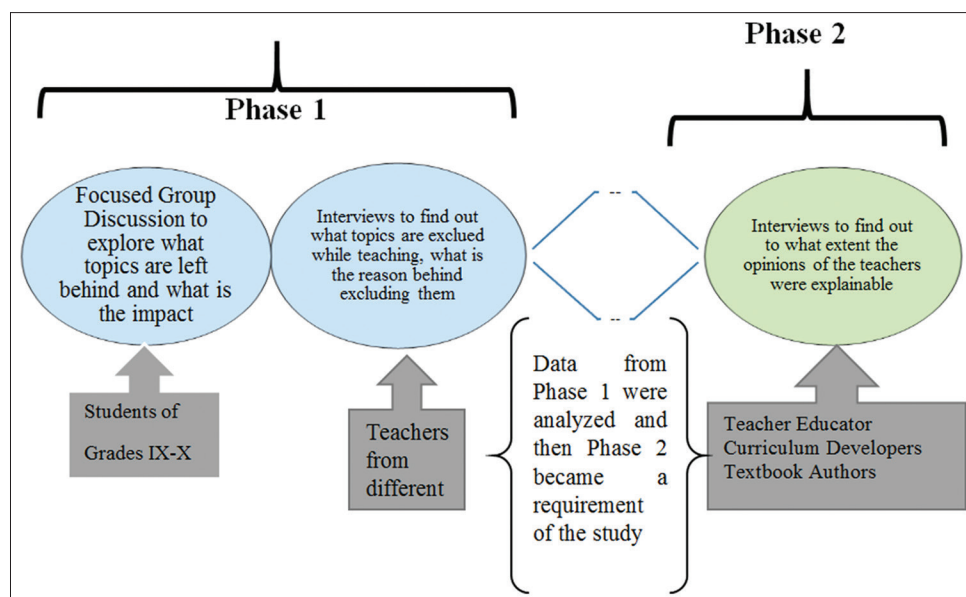 Phase 2
Phase 1
Focused Group
Discussion to
explore what
topics are left
behind and what is
the impact
Interviews to find out
what topics are exclued
while teaching, what is
the reason behind
excluding them
--
--
Interviews to find out
to what extent the
opinions of the teachers
were explainable
Students of
Grades IX-X
Teachers
from
different
Data from
Phase 1 were
analyzed and
then Phase 2
became a
requirement
of the study
Teacher Educator
Curriculum Developers
Textbook Authors